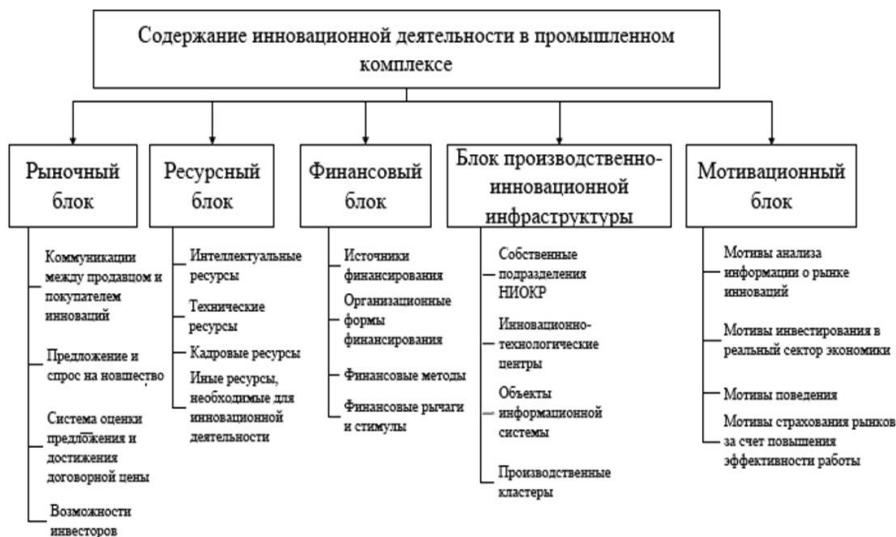 Содержание инновационной деятельности в промышленном
комплексе
Рыночный
блок
Ресурсный
блок
Финансовый
блок
Блок производственно-
инновационной
инфраструктуры
Мотивационный
блок
Коммуникации
между продавцом и
покупателем
инноваций
Предложение и
спрос на новшество
Система оценки
предложения и
достижения
договорной цены
Возможности
инвесторов
Интеллектуальные
ресурсы
Технические
ресурсы
Кадровые ресурсы
Иные ресурсы,
необходимые для
инновационной
деятельности
Источники
финансирования
Организационные
формы
финансирования
Финансовые методы
Финансовые рычаги
и стимулы
Собственные
подразделения
НИОКР
Инновационно-
технологические
центры
Объекты
информационной
системы
Производственные
кластеры
Мотивы анализа
информации о рынке
инноваций
Мотивы инвестирования в
реальный сектор экономики
Мотивы поведения
Мотивы страхования рынков
за счет повышения
эффективности работы